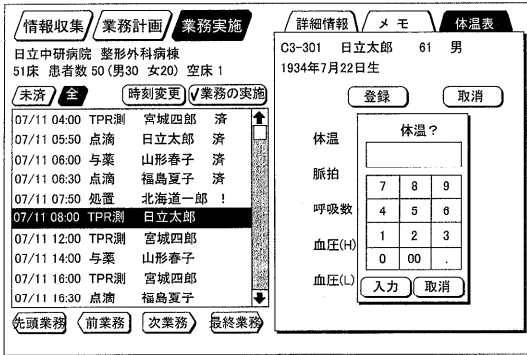 情報収集 業務計画 業務実施
日立中研病院 整形外科病棟
51床 患者数 50 (男30 女20) 空床 1
未済 全 時刻変更 √業務の実施
07/11 04:00 TPR測 宮城四郎 済
07/11 05:50 点滴 日立太郎 済
07/11 06:00 与薬 山形春子 済
07/11 06:30 点滴 福島夏子 済
07/11 07:50 処置 北海道一郎 !
07/11 08:00 TPR測 日立太郎
07/11 12:00 TPR測 宮城四郎
07/11 14:00 与薬 山形春子
07/11 16:00 TPR測 宮城四郎
07/11 16:30 点滴 福島夏子
先頭業務 前業務 次業務 最終業務
詳細情報 メモ 体温表
C3-301 日立太郎 61 男
1934年7月22日生
登録 取消
体温
脈拍
呼吸数
血圧(H)
血圧(L)
体温?
7 8 9
4 5 6
1 2 3
0 00 .
入力 取消